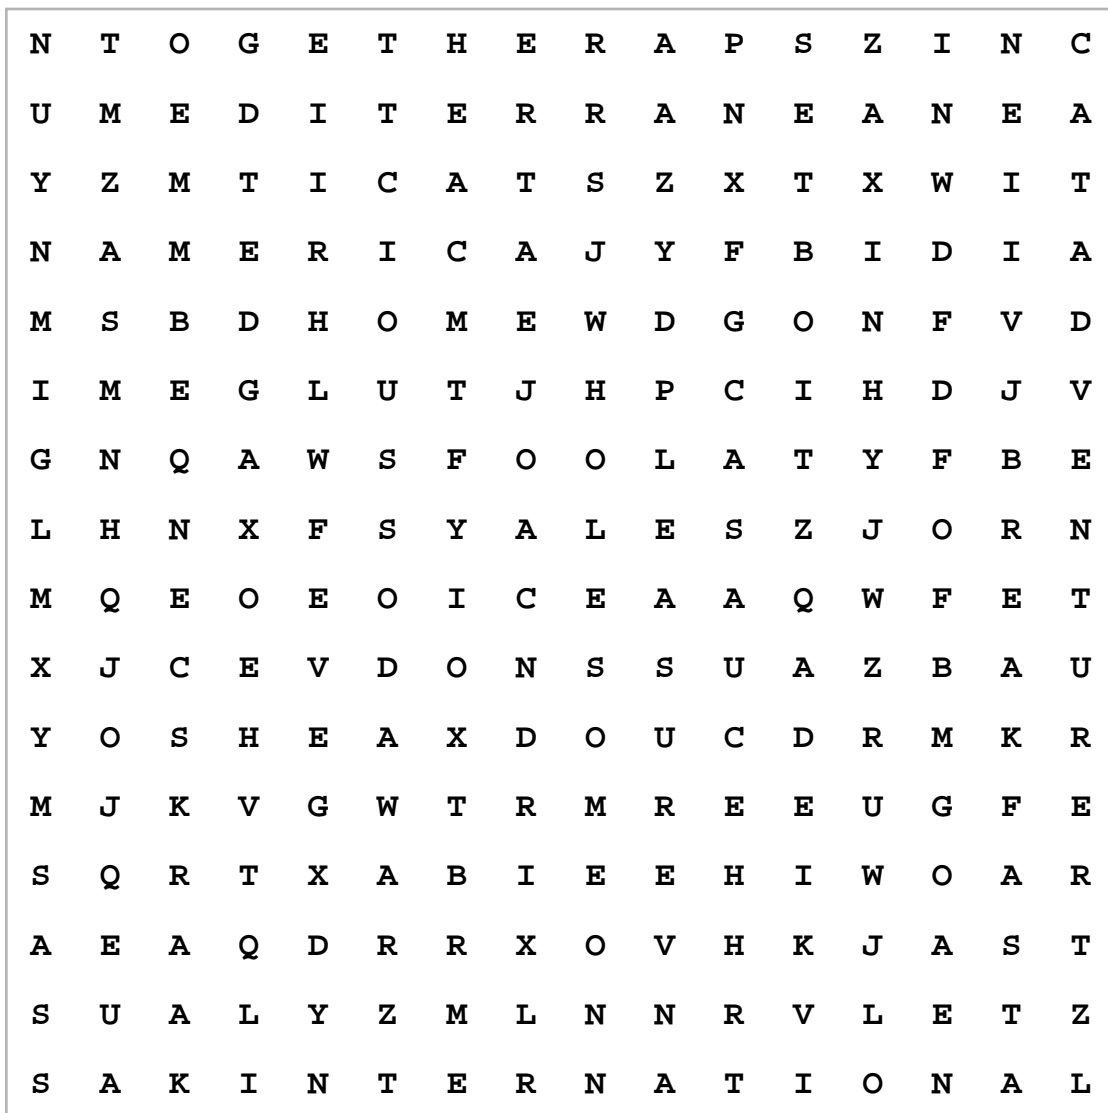 N T O G E T H E R A P S Z I N C
U M E D I T E R R A N E A N E A
Y Z M T I C A T S Z X T X W I T
N A M E R I C A J Y F B I D I A
M S B D H O M E W D G O N F V D
I M E G L U T J H P C I H D J V
G N Q A W S F O O L A T Y F B E
L H N X F S Y A L E S Z J O R N
M Q E O E O I C E A A Q W F E T
X J C E V D O N S S U A Z B A U
Y O S H E A X D O U C D R M K R
M J K V G W T R M R E E U G F E
S Q R T X A B I E E H I W O A R
A E A Q D R R X O V H K J A S T
S U A L Y Z M L N N R V L E T Z
S A K I N T E R N A T I O N A L